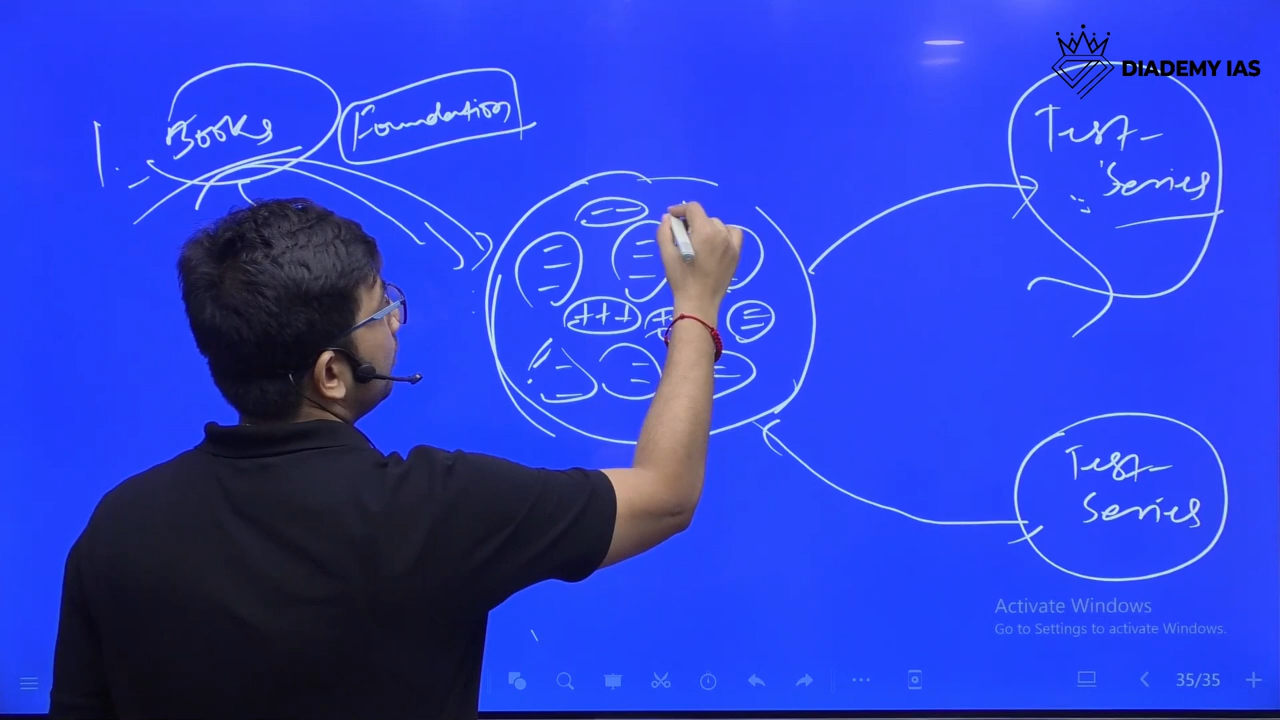 DIADEMY IAS
1. Books
Foundation
Test-
Series
+++
Test-
Series
Activate Windows
Go to Settings to activate Windows.
35/35